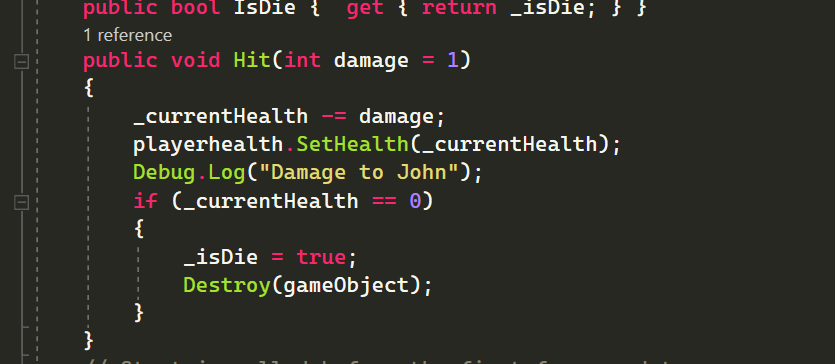 public bool IsDie {  get { return _isDie; } }
1 reference
public void Hit(int damage = 1)
{
_currentHealth -= damage;
playerhealth.SetHealth(_currentHealth);
Debug.Log("Damage to John");
if (_currentHealth == 0)
{
_isDie = true;
Destroy(gameObject);
}
}